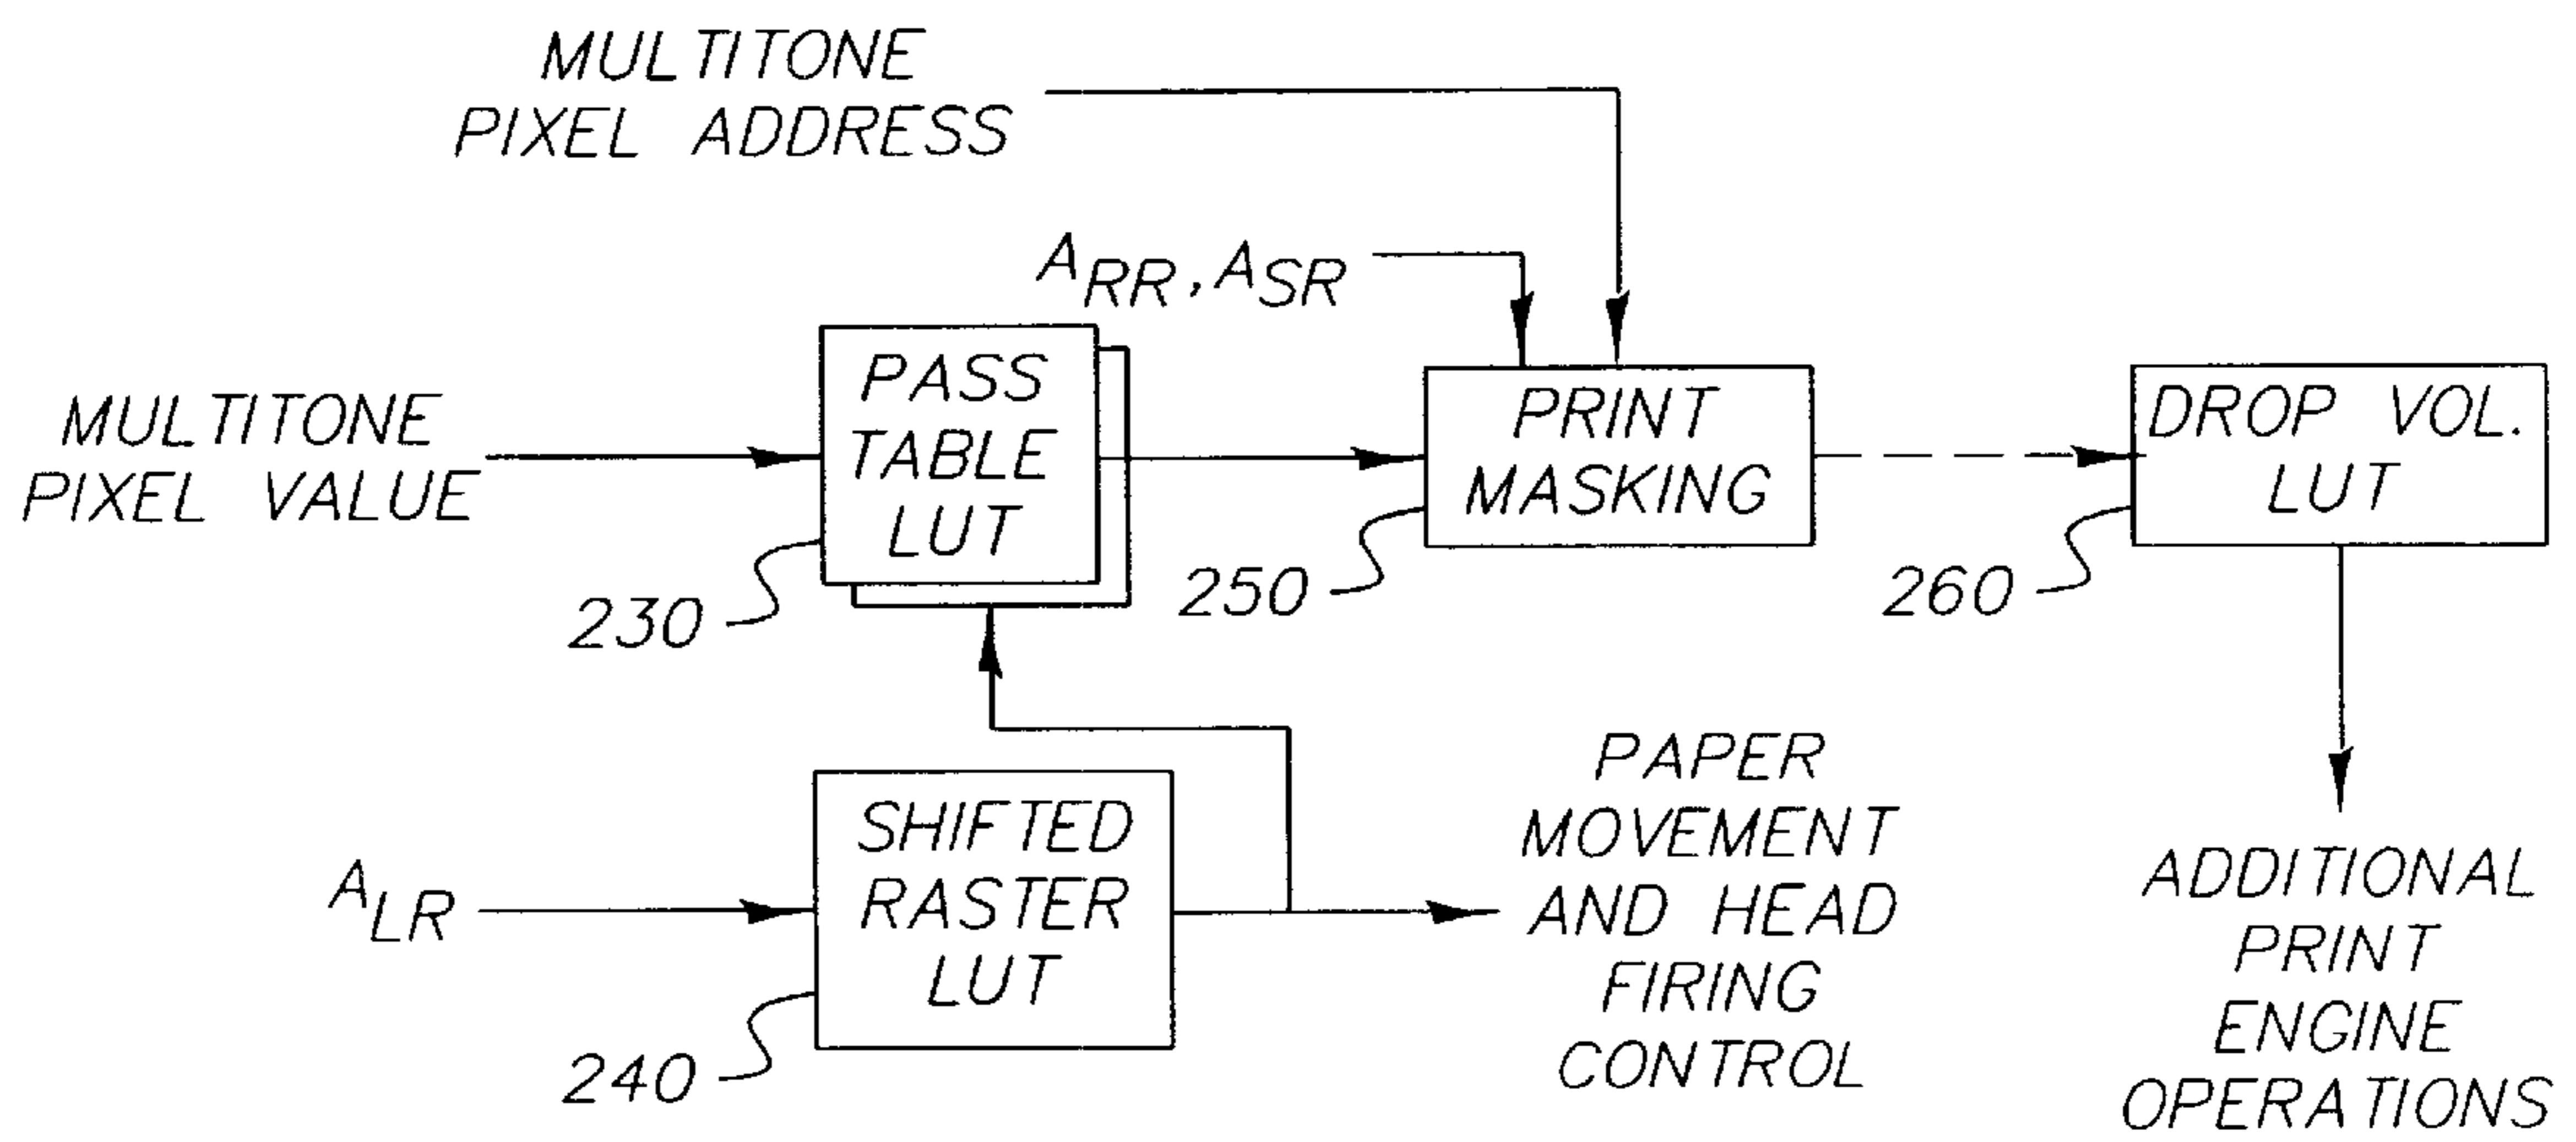 MULTITONE
PIXEL ADDRESS
A_RR, A_SR
MULTITONE
PIXEL VALUE
PASS
TABLE
LUT
230
PRINT
MASKING
250
DROP VOL.
LUT
260
A_LR
SHIFTED
RASTER
LUT
240
PAPER
MOVEMENT
AND HEAD
FIRING
CONTROL
ADDITIONAL
PRINT
ENGINE
OPERATIONS